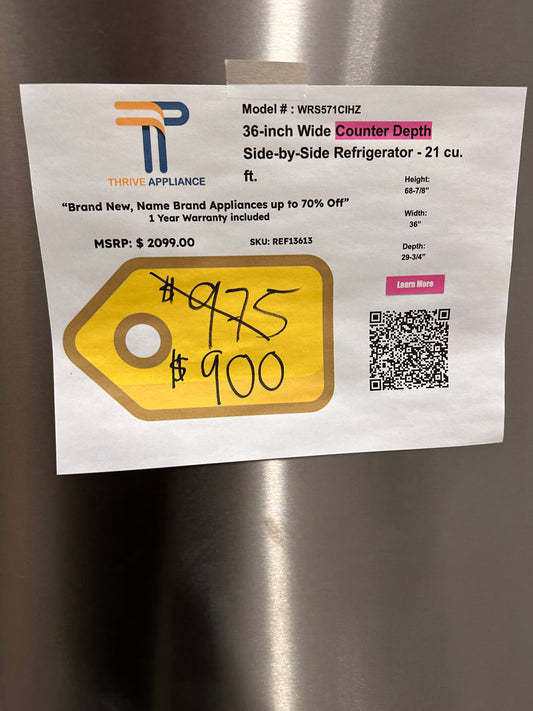 TP
THRIVE APPLIANCE
Model # : WRS571CIHZ
36-inch Wide Counter Depth
Side-by-Side Refrigerator - 21 cu.
ft.
"Brand New, Name Brand Appliances up to 70% Off"
1 Year Warranty included
MSRP: $ 2099.00
SKU: REF13613
Height:
68-7/8"
Width:
36"
Depth:
29-3/4"
Learn More
$ 975
$ 900